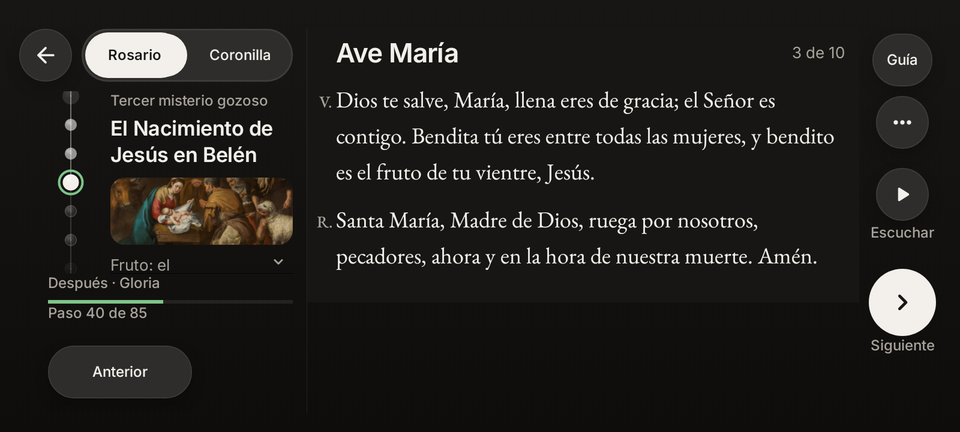 Rosario
Coronilla
Tercer misterio gozoso
El Nacimiento de
Jesús en Belén
Fruto: el
Después · Gloria
Paso 40 de 85
Anterior
Ave María
3 de 10
V. Dios te salve, María, llena eres de gracia; el Señor es
contigo. Bendita tú eres entre todas las mujeres, y bendito
es el fruto de tu vientre, Jesús.
R. Santa María, Madre de Dios, ruega por nosotros,
pecadores, ahora y en la hora de nuestra muerte. Amén.
Guía
Escuchar
Siguiente